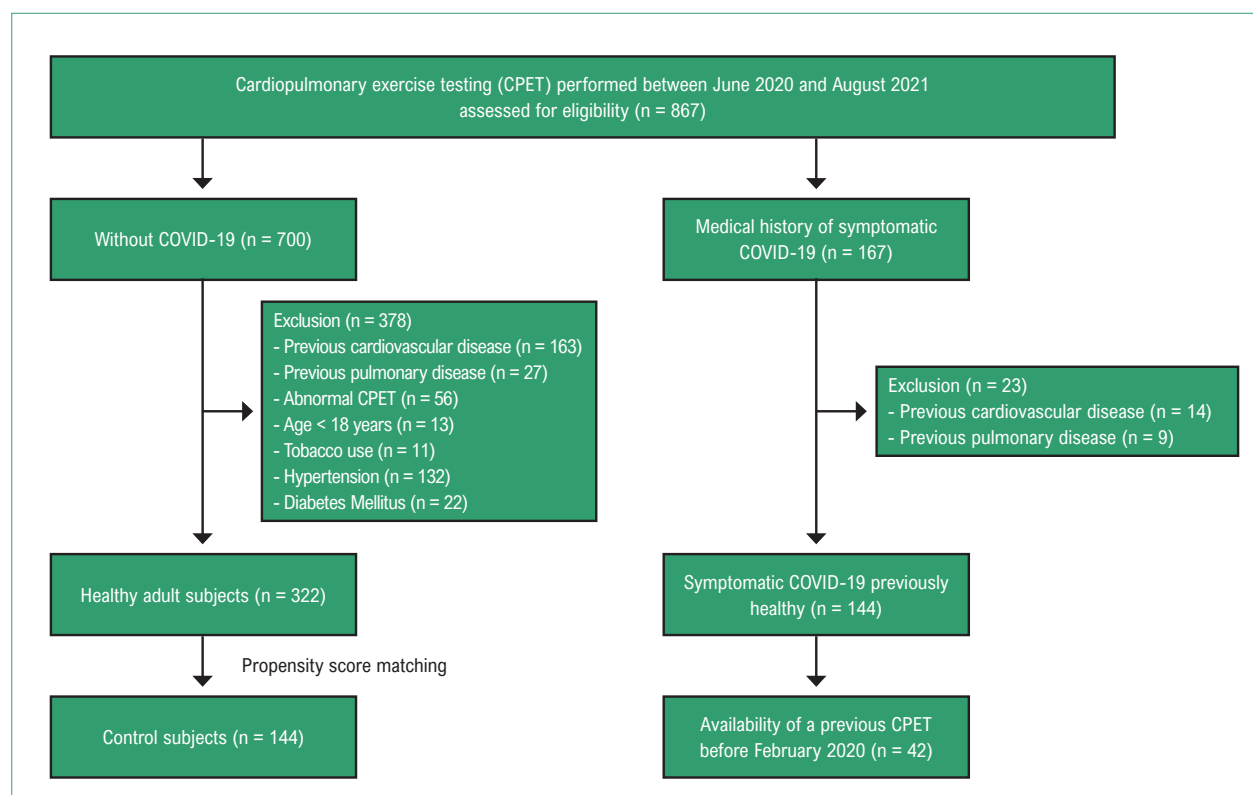 Cardiopulmonary exercise testing (CPET) performed between June 2020 and August 2021
assessed for eligibility (n = 867)
Without COVID-19 (n = 700)
Medical history of symptomatic
COVID-19 (n = 167)
Exclusion (n = 378)
- Previous cardiovascular disease (n = 163)
- Previous pulmonary disease (n = 27)
- Abnormal CPET (n = 56)
- Age < 18 years (n = 13)
- Tobacco use (n = 11)
- Hypertension (n = 132)
- Diabetes Mellitus (n = 22)
Exclusion (n = 23)
- Previous cardiovascular disease (n = 14)
- Previous pulmonary disease (n = 9)
Healthy adult subjects (n = 322)
Symptomatic COVID-19 previously
healthy (n = 144)
Propensity score matching
Control subjects (n = 144)
Availability of a previous CPET
before February 2020 (n = 42)